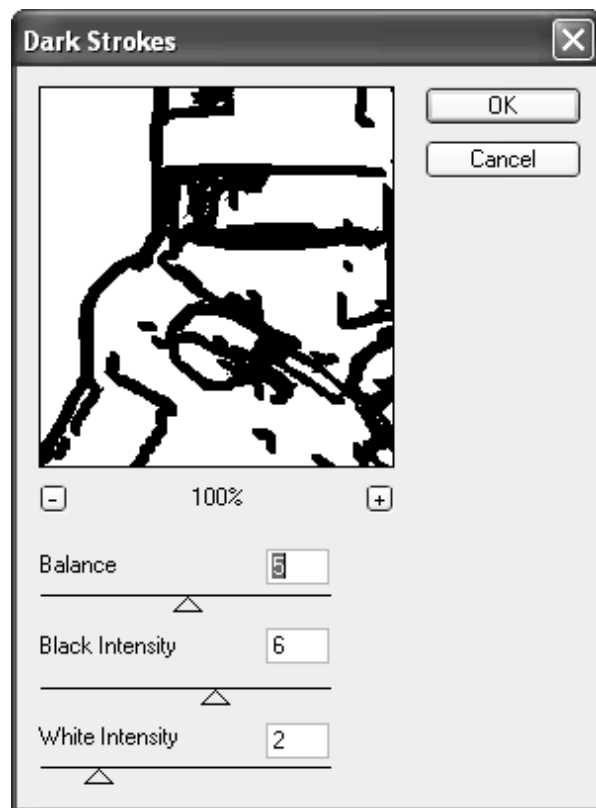 Dark Strokes
OK
Cancel
- 100% +
Balance 5
Black Intensity 6
White Intensity 2